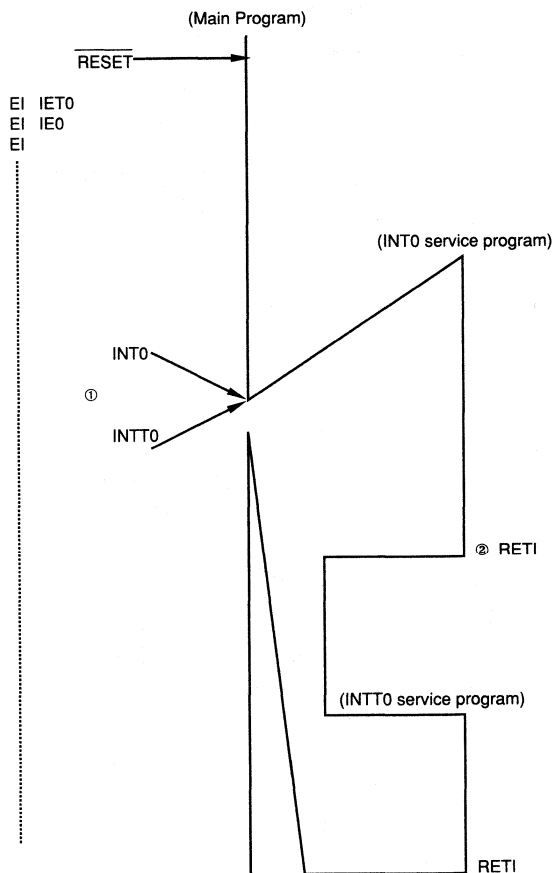 (Main Program)
RESET
EI IET0
EI IE0
EI
(INT0 service program)
INT0
①
INTT0
② RETI
(INTT0 service program)
RETI